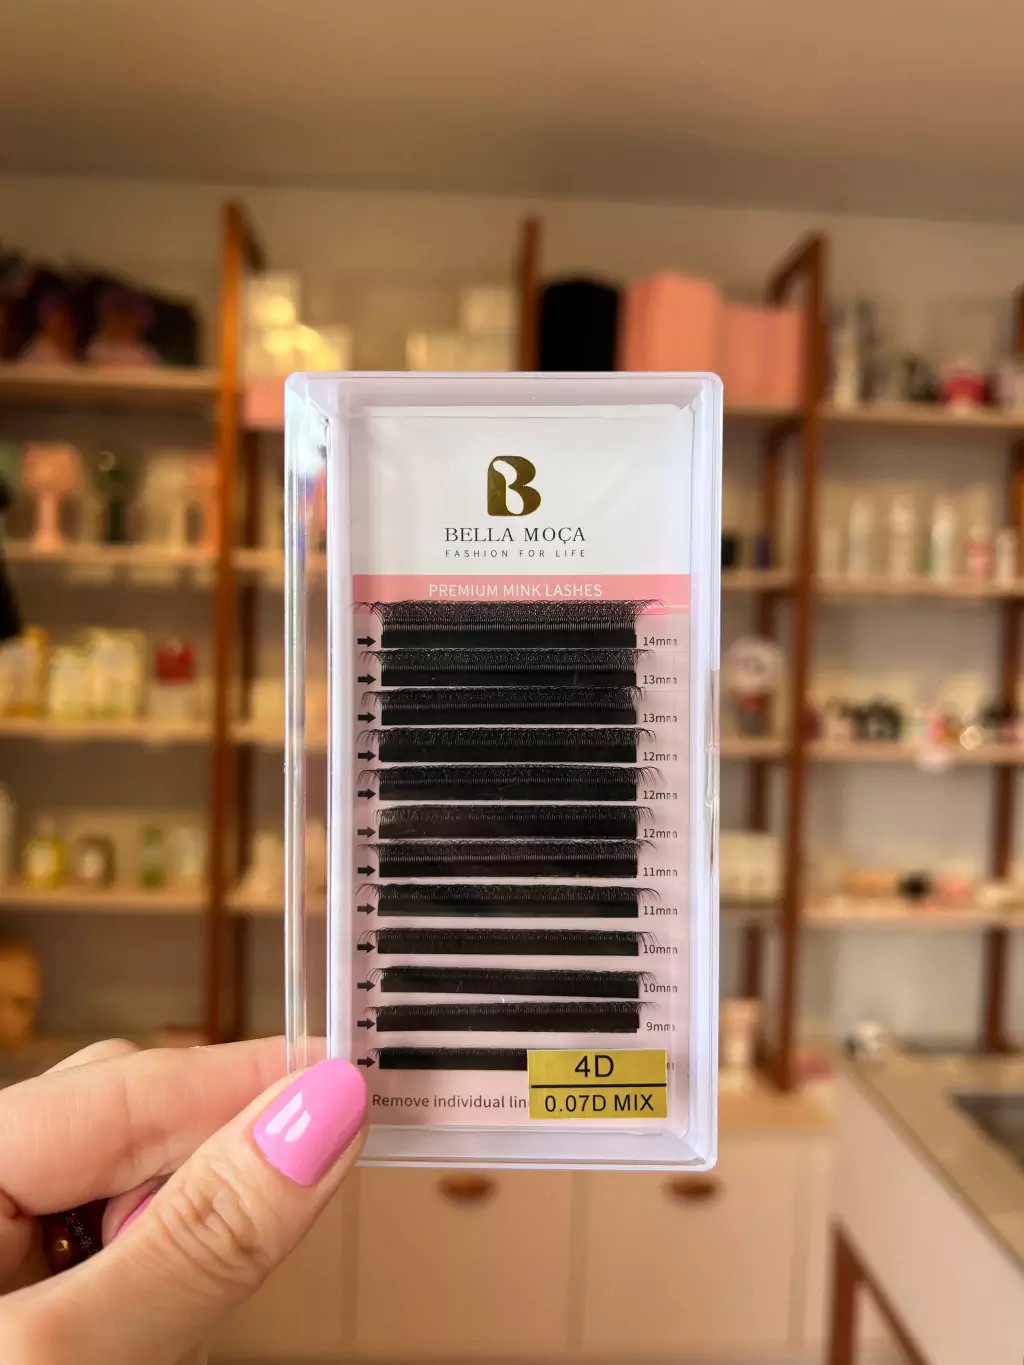 B
BELLA MOÇA
FASHION FOR LIFE
PREMIUM MINK LASHES
14mm
13mm
13mm
12mm
12mm
12mm
11mm
11mm
10mm
10mm
9mm
4D
0.07D MIX
Remove individual